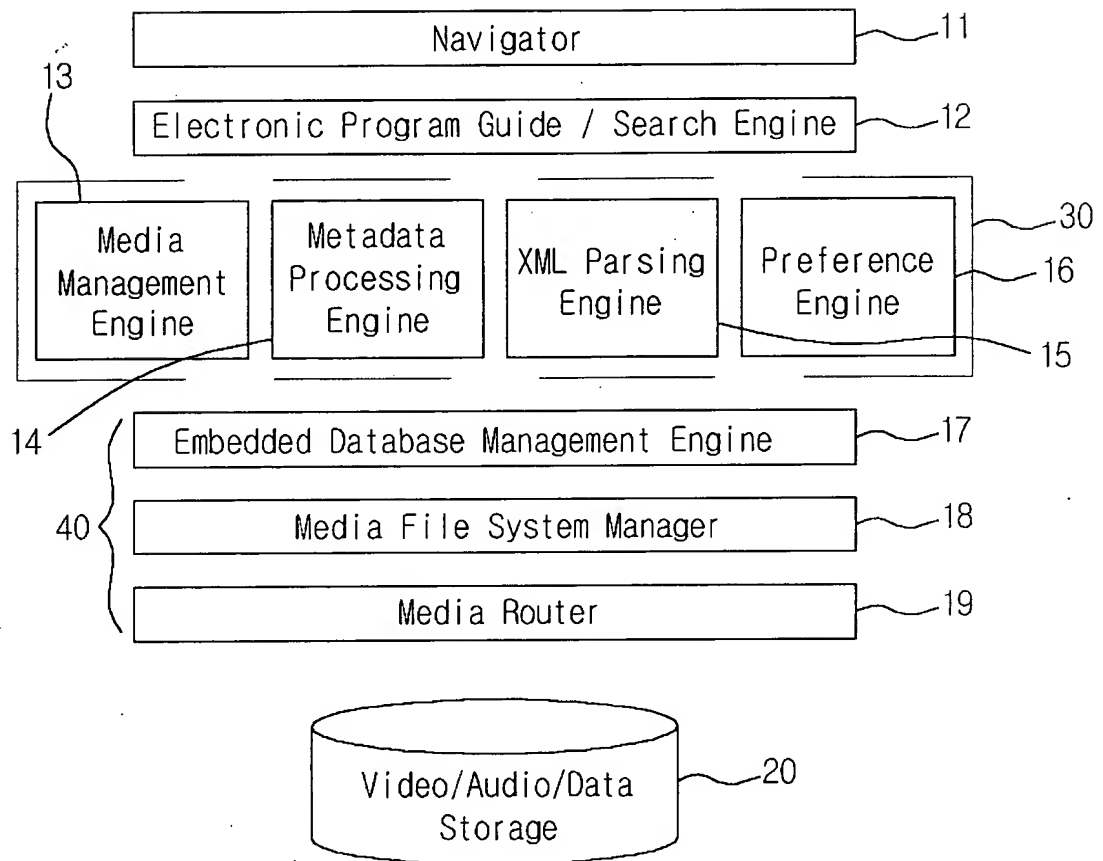 Navigator
11
13
Electronic Program Guide / Search Engine
12
Media
Management
Engine
Metadata
Processing
Engine
XML Parsing
Engine
Preference
Engine
30
16
15
14
Embedded Database Management Engine
17
40
Media File System Manager
18
Media Router
19
Video/Audio/Data
Storage
20